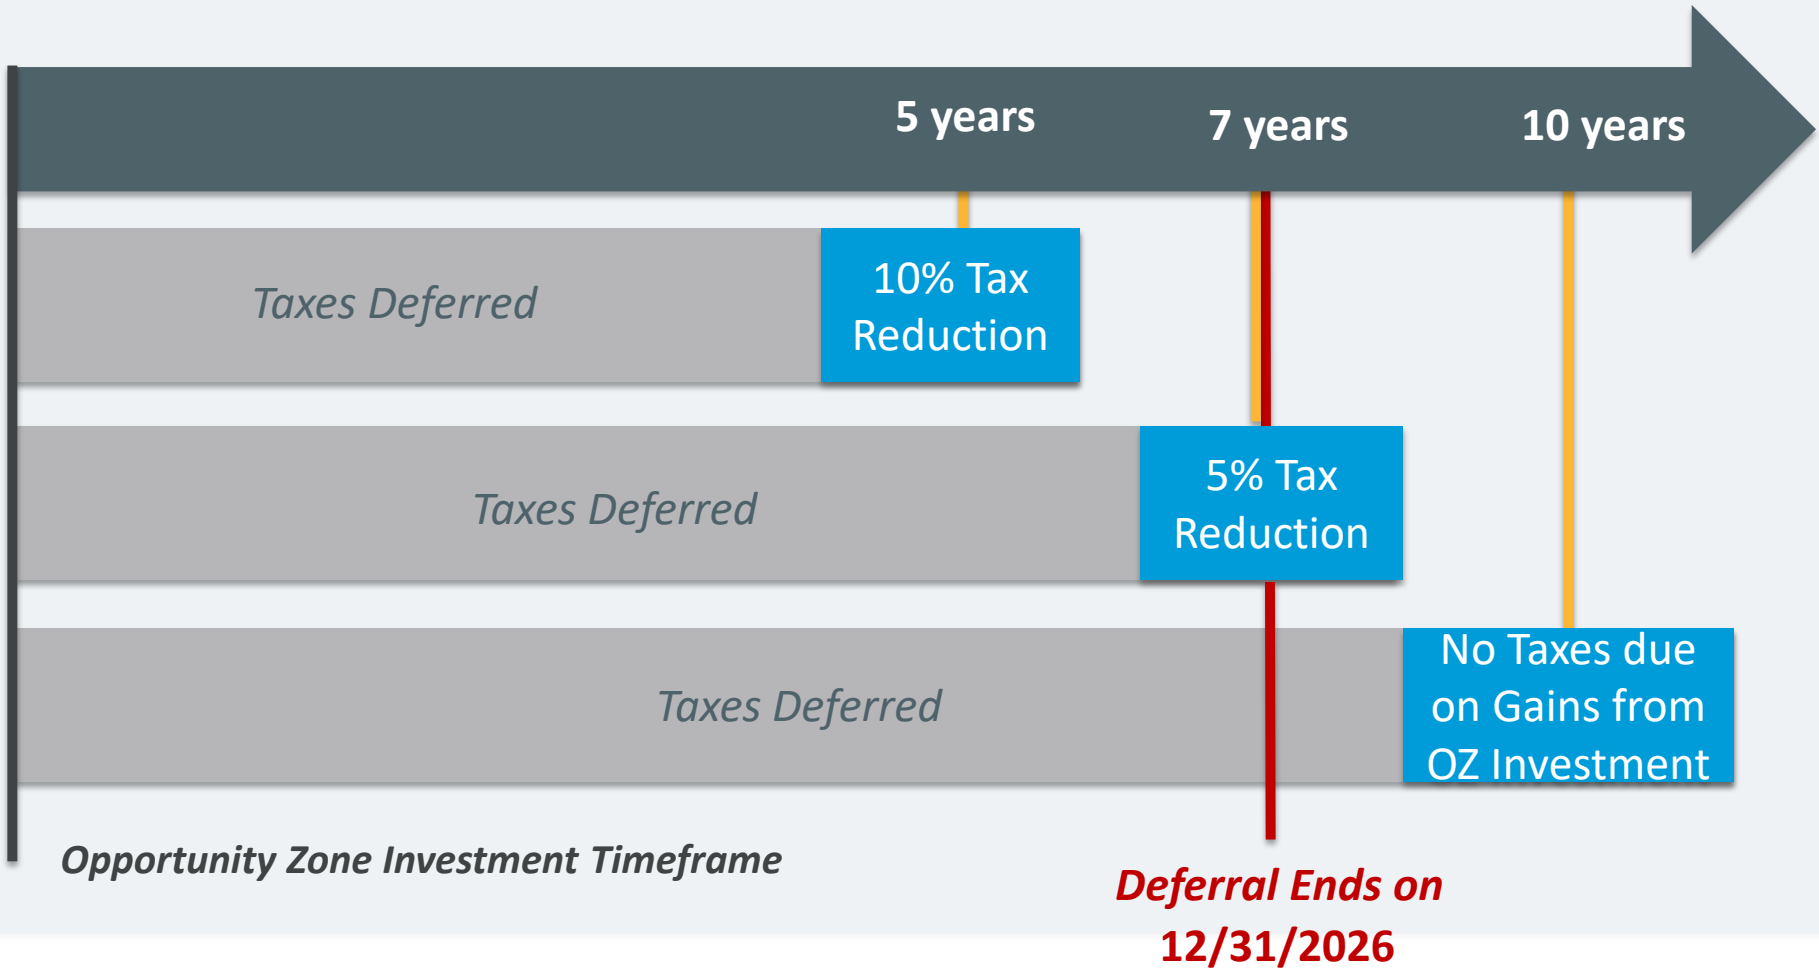 5 years
7 years
10 years
Taxes Deferred
10% Tax
Reduction
Taxes Deferred
5% Tax
Reduction
Taxes Deferred
No Taxes due
on Gains from
OZ Investment
Opportunity Zone Investment Timeframe
Deferral Ends on
12/31/2026